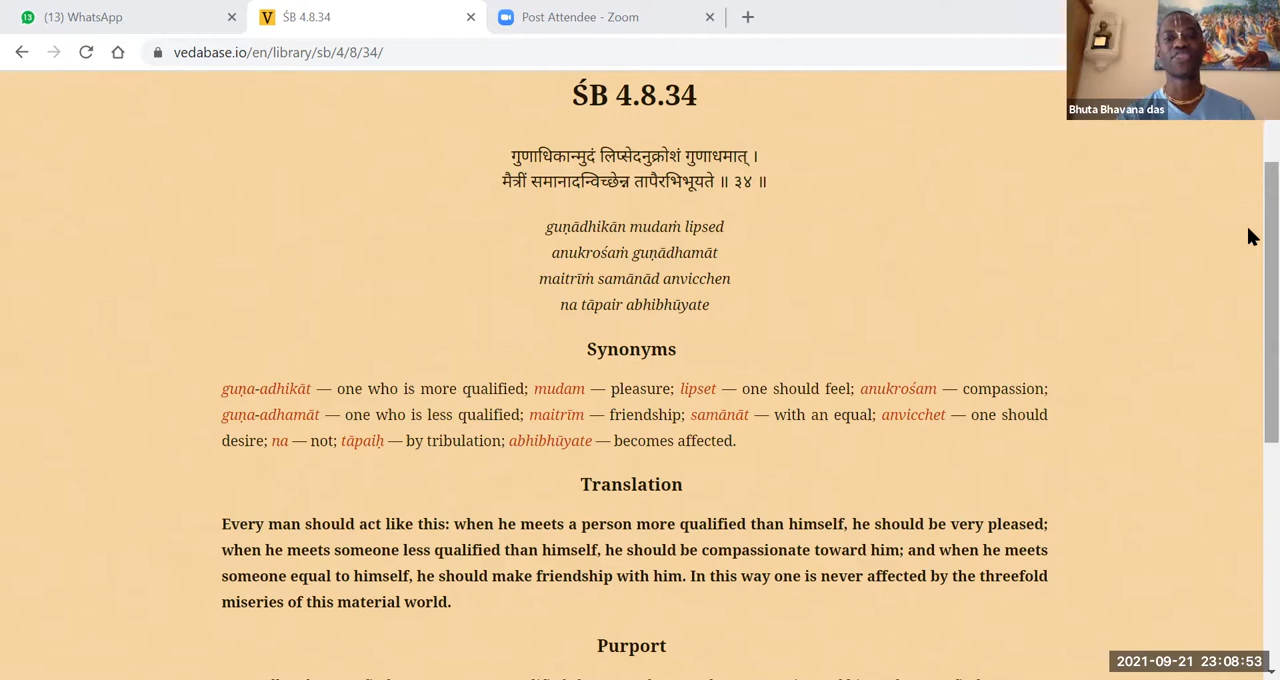 (13) WhatsApp
ŚB 4.8.34
Post Attendee - Zoom
vedabase.io/en/library/sb/4/8/34/
Bhuta Bhavana das
ŚB 4.8.34
गुणाधिकान्मुदं लिप्सेदनुक्रोशं गुणाधमात् ।
मैत्रीं समानादन्विच्छेन्न तापैरभिभूयते ॥ ३४ ॥
guṇādhikān mudaṁ lipsed
anukrośaṁ guṇādhamāt
maitrīṁ samānād anvicchen
na tāpair abhibhūyate
Synonyms
guṇa-adhikāt — one who is more qualified; mudam — pleasure; lipset — one should feel; anukrośam — compassion;
guṇa-adhamāt — one who is less qualified; maitrīm — friendship; samānāt — with an equal; anvicchet — one should
desire; na — not; tāpaiḥ — by tribulation; abhibhūyate — becomes affected.
Translation
Every man should act like this: when he meets a person more qualified than himself, he should be very pleased;
when he meets someone less qualified than himself, he should be compassionate toward him; and when he meets
someone equal to himself, he should make friendship with him. In this way one is never affected by the threefold
miseries of this material world.
Purport
2021-09-21 23:08:53